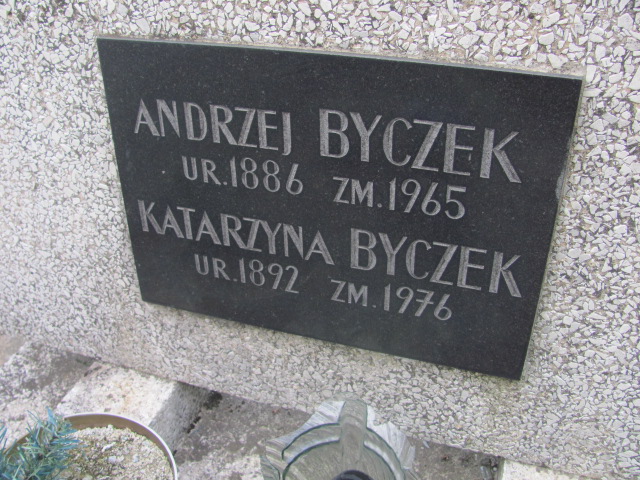 ANDRZEJ BYCZEK
UR.1886 ZM.1965
KATARZYNA BYCZEK
UR.1892 ZM.1976